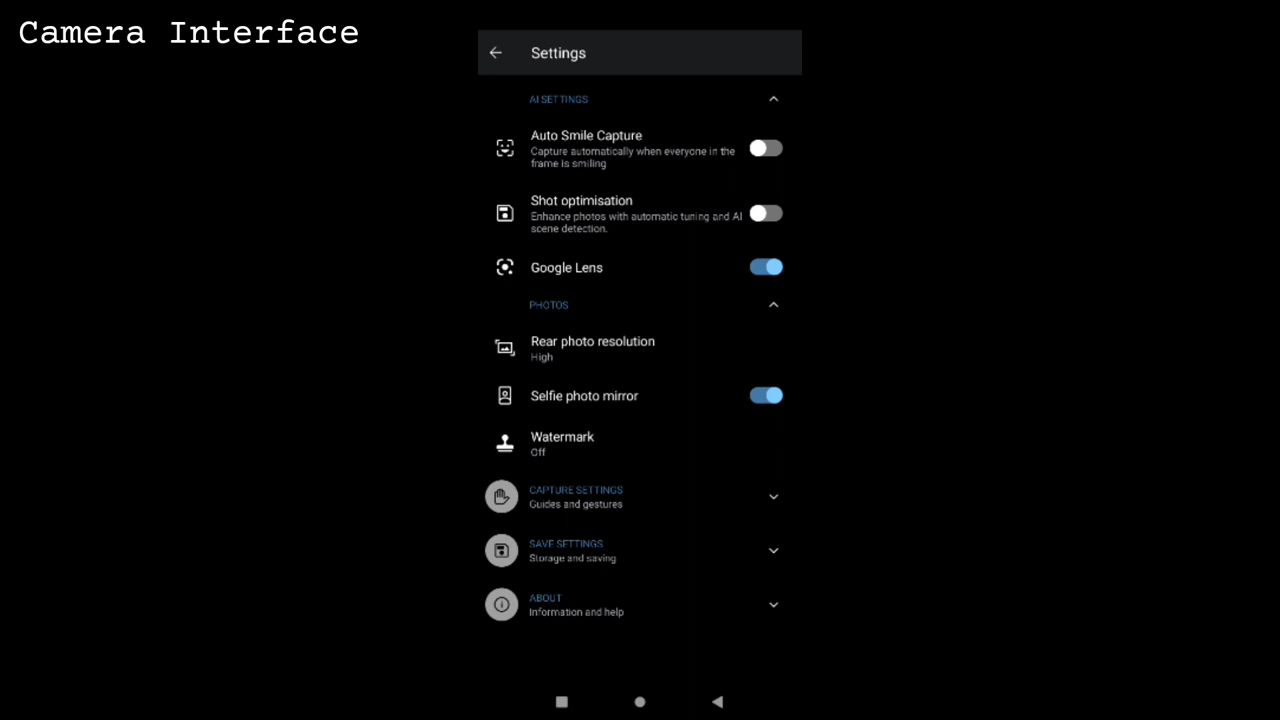 Camera Interface
Settings
AI SETTINGS
Auto Smile Capture
Capture automatically when everyone in the
frame is smiling
Shot optimisation
Enhance photos with automatic tuning and AI
scene detection.
Google Lens
PHOTOS
Rear photo resolution
High
Selfie photo mirror
Watermark
Off
CAPTURE SETTINGS
Guides and gestures
SAVE SETTINGS
Storage and saving
ABOUT
Information and help